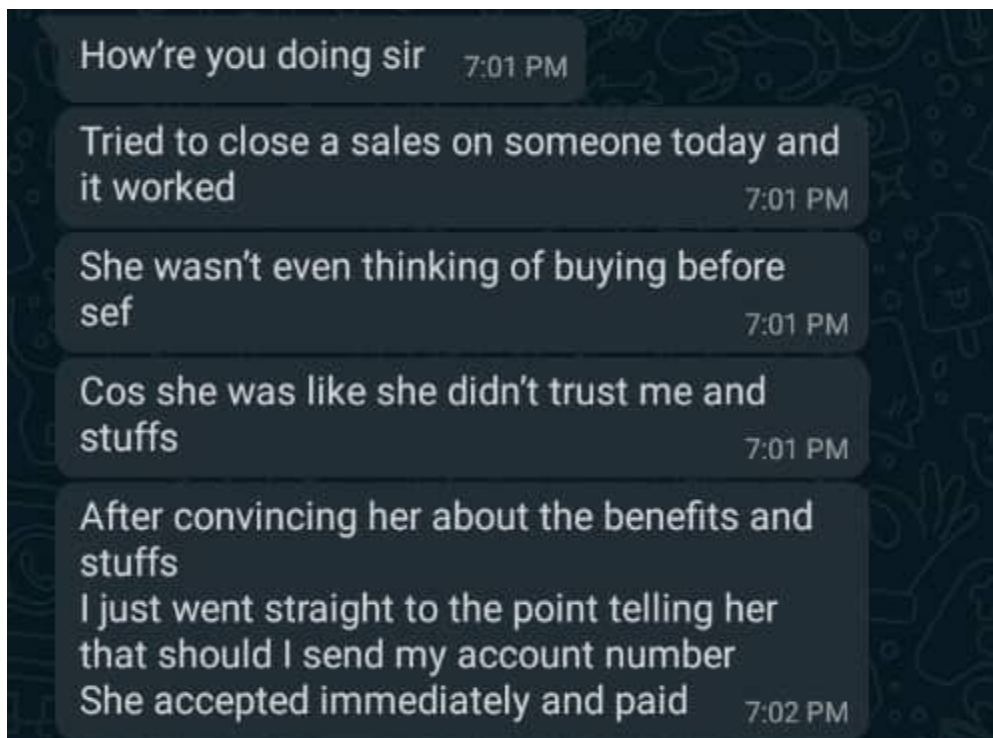 How're you doing sir 7:01 PM
Tried to close a sales on someone today and
it worked 7:01 PM
She wasn't even thinking of buying before
sef 7:01 PM
Cos she was like she didn't trust me and
stuffs 7:01 PM
After convincing her about the benefits and
stuffs
I just went straight to the point telling her
that should I send my account number
She accepted immediately and paid 7:02 PM